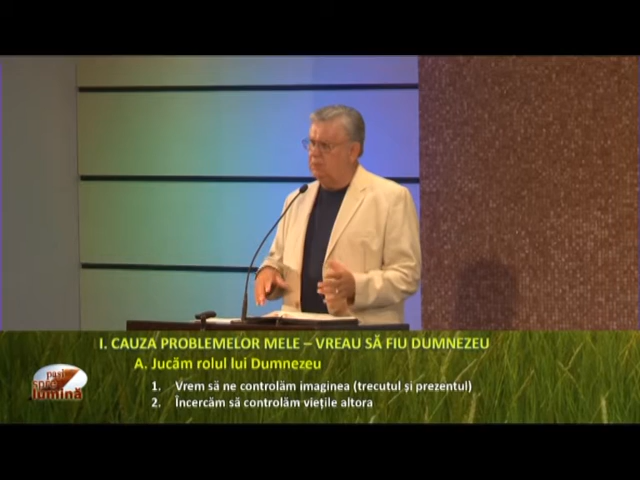 I. CAUZA PROBLEMELOR MELE – VREAU SĂ FIU DUMNEZEU
A. Jucăm rolul lui Dumnezeu
1. Vrem să ne controlăm imaginea (trecutul și prezentul)
2. Încercăm să controlăm viețile altora
pași
spre
lumină